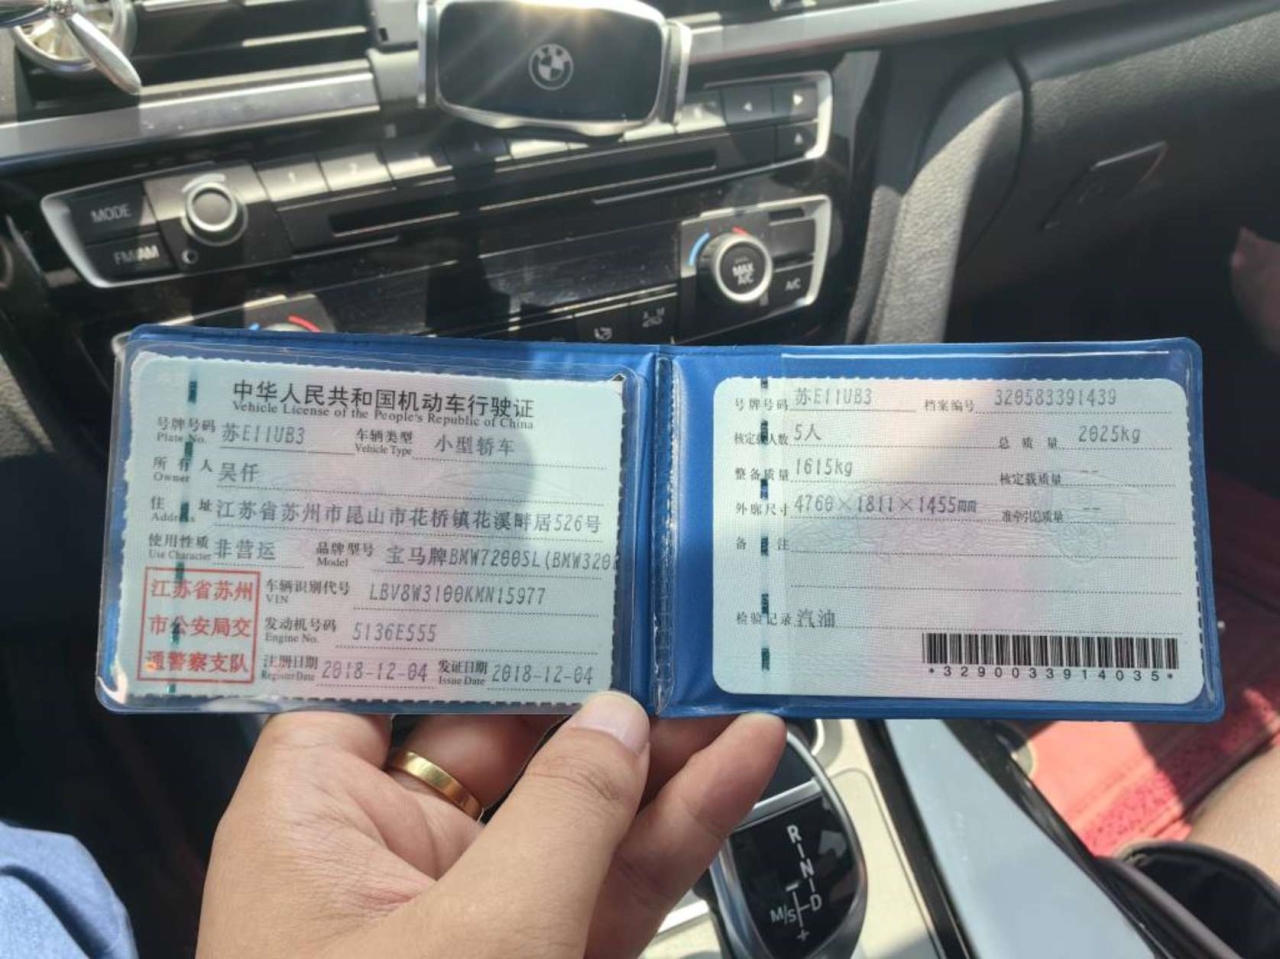 MODE
FM/AM
1
2
MAX
A/C
A/C
中华人民共和国机动车行驶证
Vehicle License of the People's Republic of China
号牌号码 苏E11UB3 车辆类型 小型轿车
Plate No. Vehicle Type
所有人 吴仟
Owner
住址 江苏省苏州市昆山市花桥镇花溪畔居526号
Address
使用性质 非营运 品牌型号 宝马牌BMW7200SL(BMW320
Use Character Model
江苏省苏州
市公安局交
通警察支队
车辆识别代号 LBV8W3100KMN15977
VIN
发动机号码 5136E555
Engine No.
注册日期 2018-12-04 发证日期 2018-12-04
Register Date Issue Date
号牌号码 苏E11UB3 档案编号 320583391439
核定载人数 5人 总质量 2025kg
整备质量 1615kg 核定载质量 --
外廓尺寸 4760×1811×1455mm 准牵引总质量 --
备注
检验记录 汽油
*3290033914035*
R
N
D
M/S
+